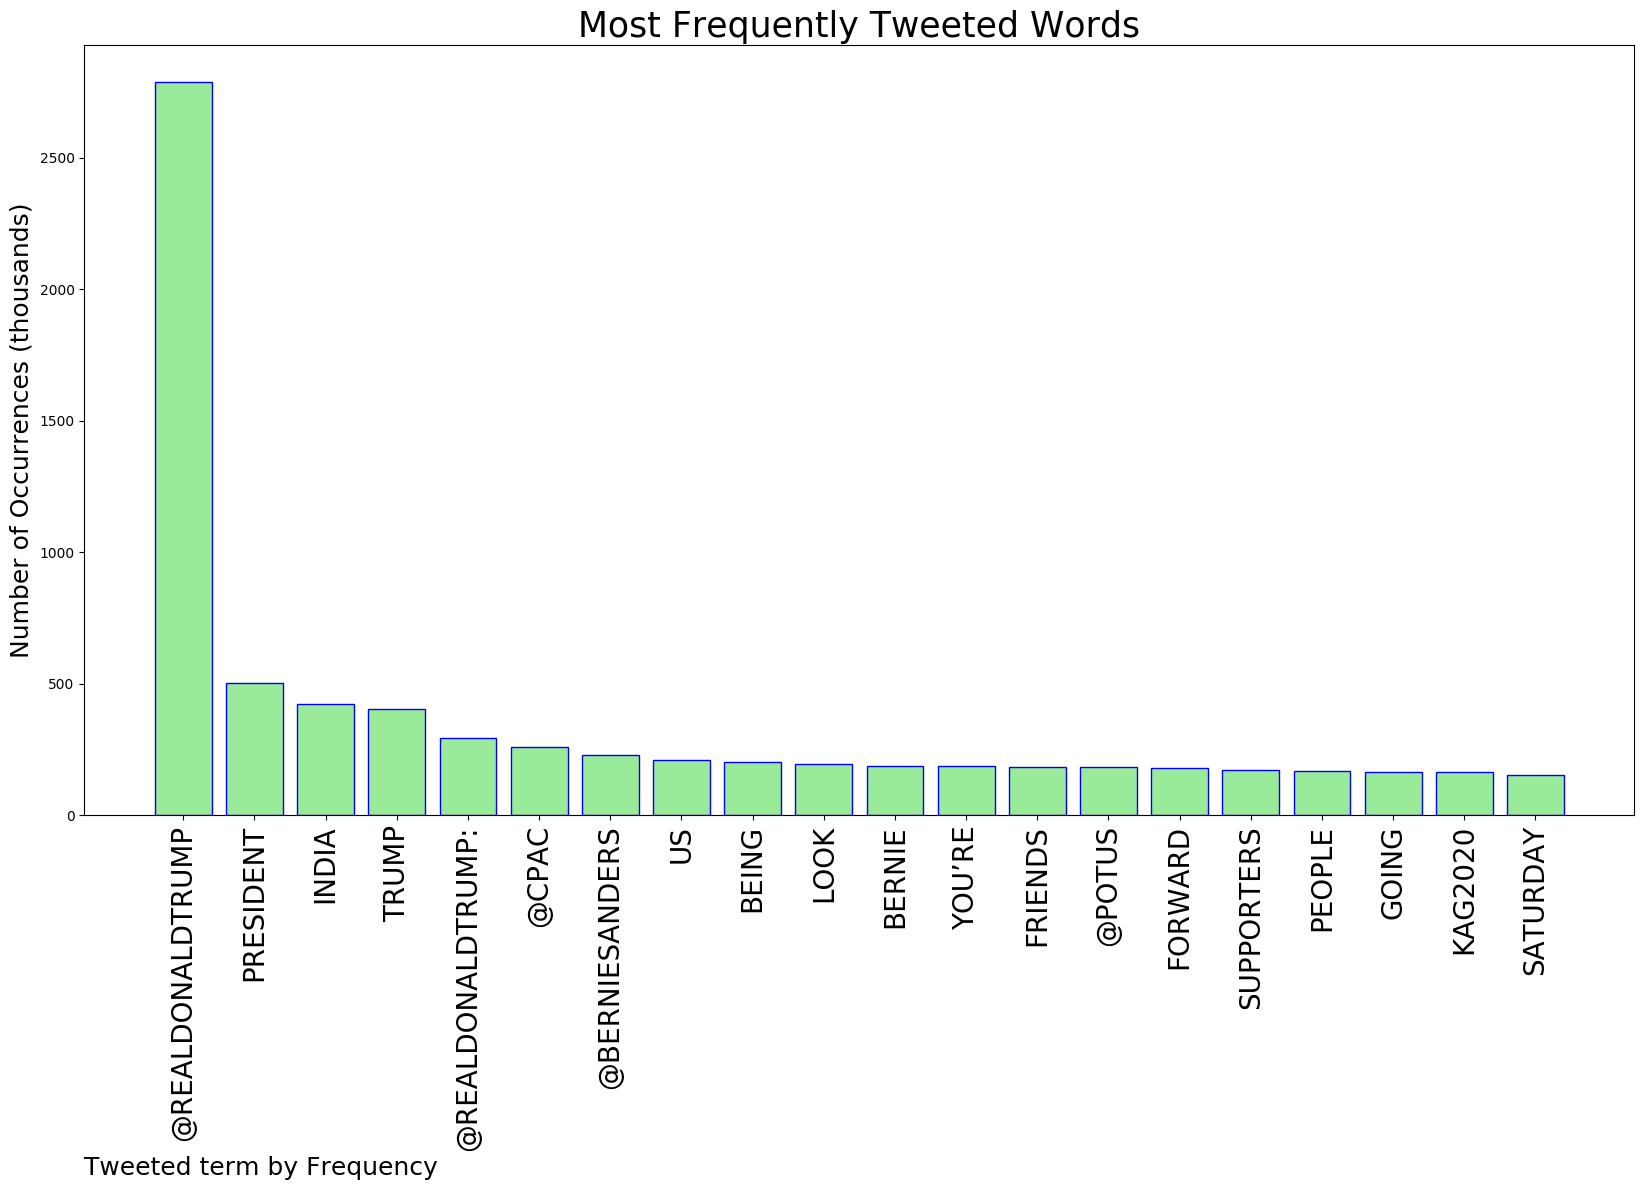 Most Frequently Tweeted Words
Number of Occurrences (thousands)
2500
2000
1500
1000
500
0
@REALDONALDTRUMP
PRESIDENT
INDIA
TRUMP
@REALDONALDTRUMP:
@CPAC
@BERNIESANDERS
US
BEING
LOOK
BERNIE
YOU’RE
FRIENDS
@POTUS
FORWARD
SUPPORTERS
PEOPLE
GOING
KAG2020
SATURDAY
Tweeted term by Frequency